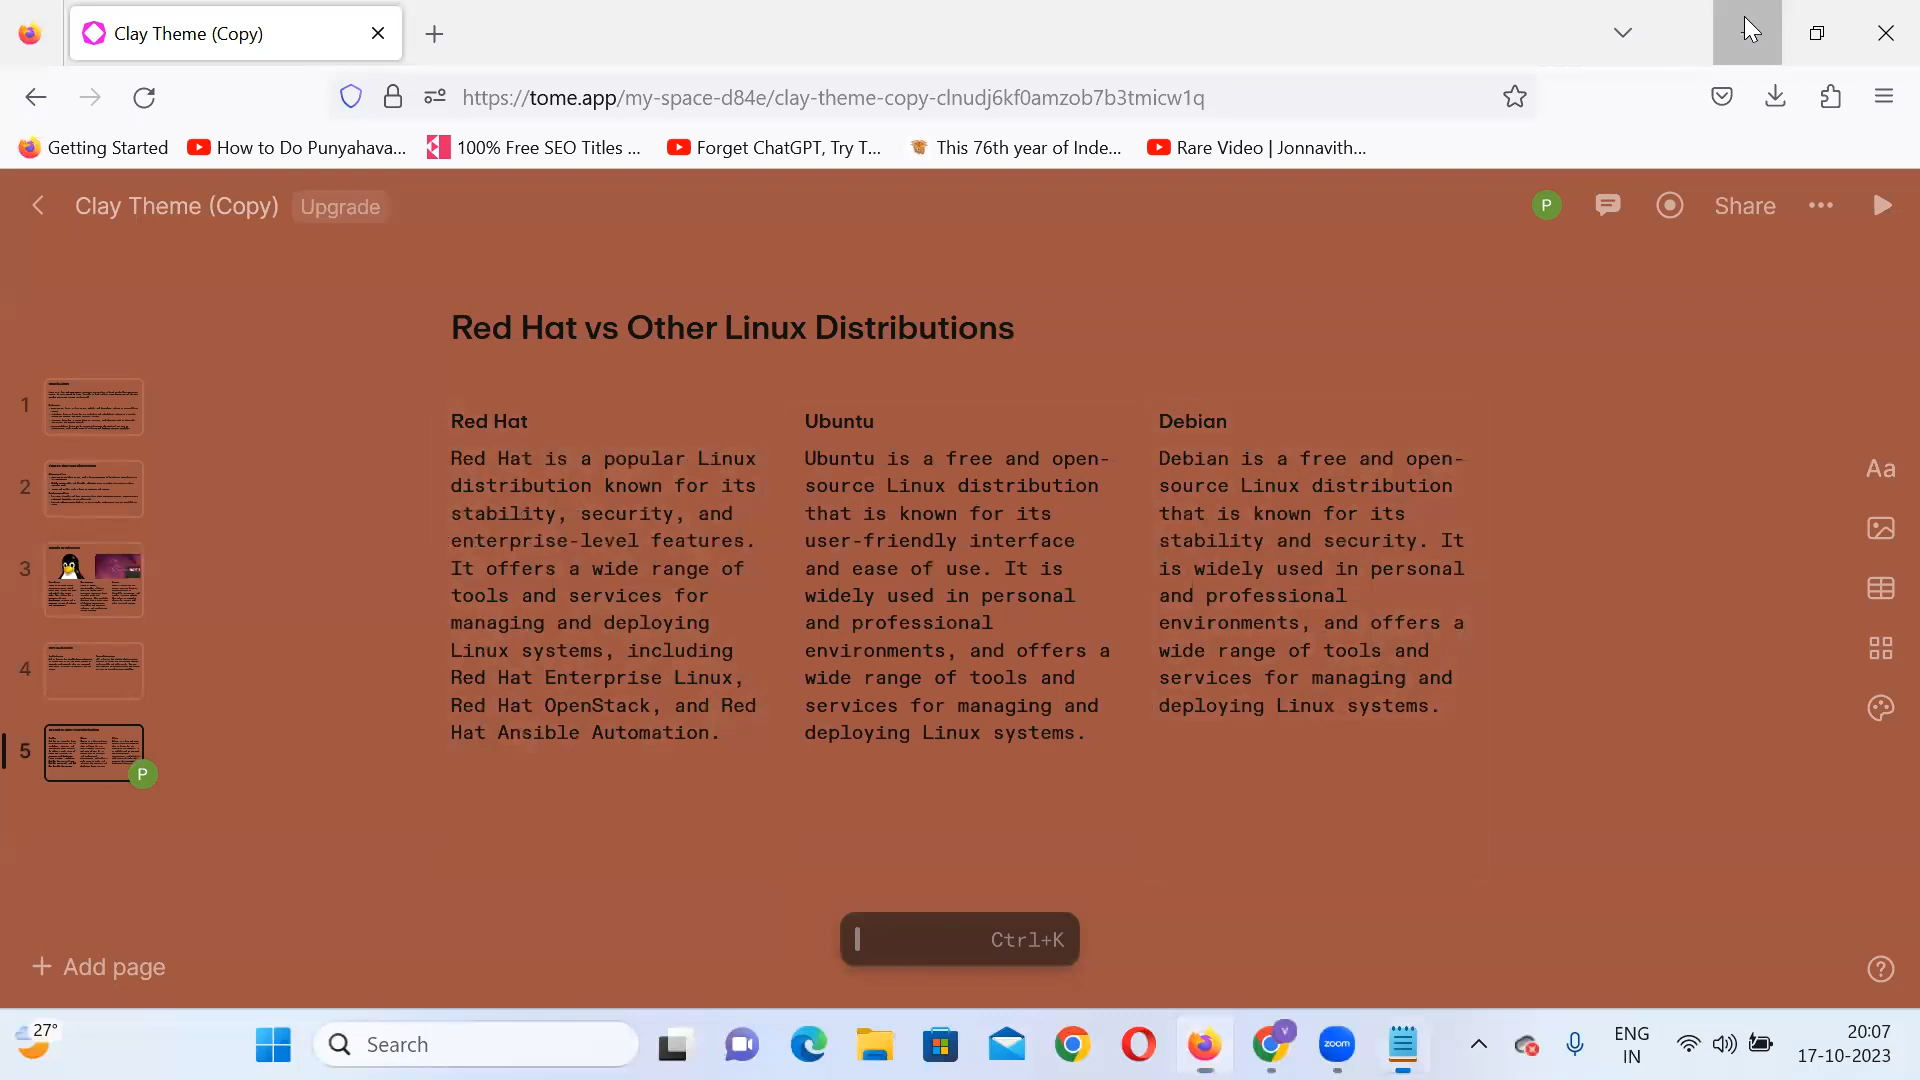 Clay Theme (Copy)
https://tome.app/my-space-d84e/clay-theme-copy-clnudj6kf0amzob7b3tmicw1q
Getting Started
How to Do Punyahava...
100% Free SEO Titles ...
Forget ChatGPT, Try T...
This 76th year of Inde...
Rare Video | Jonnavith...
Clay Theme (Copy)
Upgrade
P
Share
Red Hat vs Other Linux Distributions
Red Hat
Red Hat is a popular Linux
distribution known for its
stability, security, and
enterprise-level features.
It offers a wide range of
tools and services for
managing and deploying
Linux systems, including
Red Hat Enterprise Linux,
Red Hat OpenStack, and Red
Hat Ansible Automation.
Ubuntu
Ubuntu is a free and open-
source Linux distribution
that is known for its
user-friendly interface
and ease of use. It is
widely used in personal
and professional
environments, and offers a
wide range of tools and
services for managing and
deploying Linux systems.
Debian
Debian is a free and open-
source Linux distribution
that is known for its
stability and security. It
is widely used in personal
and professional
environments, and offers a
wide range of tools and
services for managing and
deploying Linux systems.
1
2
3
4
5
P
Aa
Ctrl+K
+ Add page
27°
Search
V
zoom
ENG
IN
20:07
17-10-2023